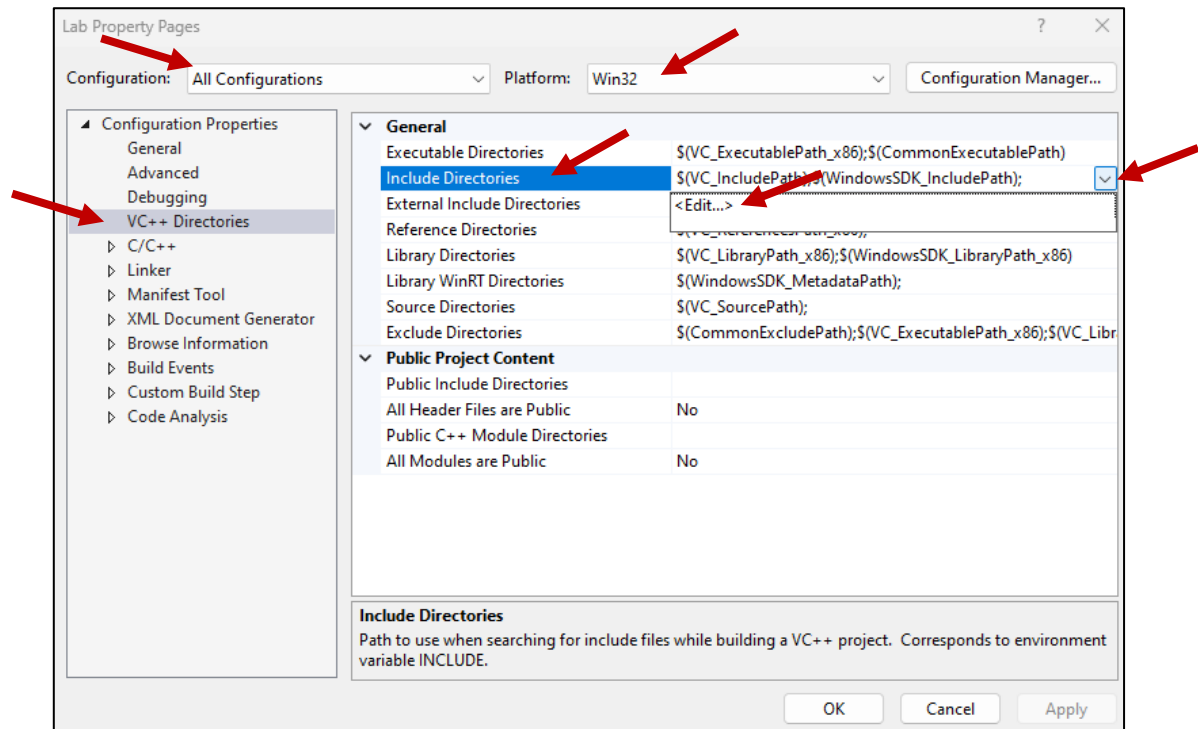 Lab Property Pages ?
Configuration: All Configurations Platform: Win32 Configuration Manager...
Configuration Properties
General
Advanced
Debugging
VC++ Directories
C/C++
Linker
Manifest Tool
XML Document Generator
Browse Information
Build Events
Custom Build Step
Code Analysis
General
Executable Directories $(VC_ExecutablePath_x86);$(CommonExecutablePath)
Include Directories $(VC_IncludePath);$(WindowsSDK_IncludePath);
<Edit...>
External Include Directories
Reference Directories
Library Directories $(VC_LibraryPath_x86);$(WindowsSDK_LibraryPath_x86)
Library WinRT Directories $(WindowsSDK_MetadataPath);
Source Directories $(VC_SourcePath);
Exclude Directories $(CommonExcludePath);$(VC_ExecutablePath_x86);$(VC_Libr
Public Project Content
Public Include Directories
All Header Files are Public No
Public C++ Module Directories
All Modules are Public No
Include Directories
Path to use when searching for include files while building a VC++ project. Corresponds to environment
variable INCLUDE.
OK Cancel Apply